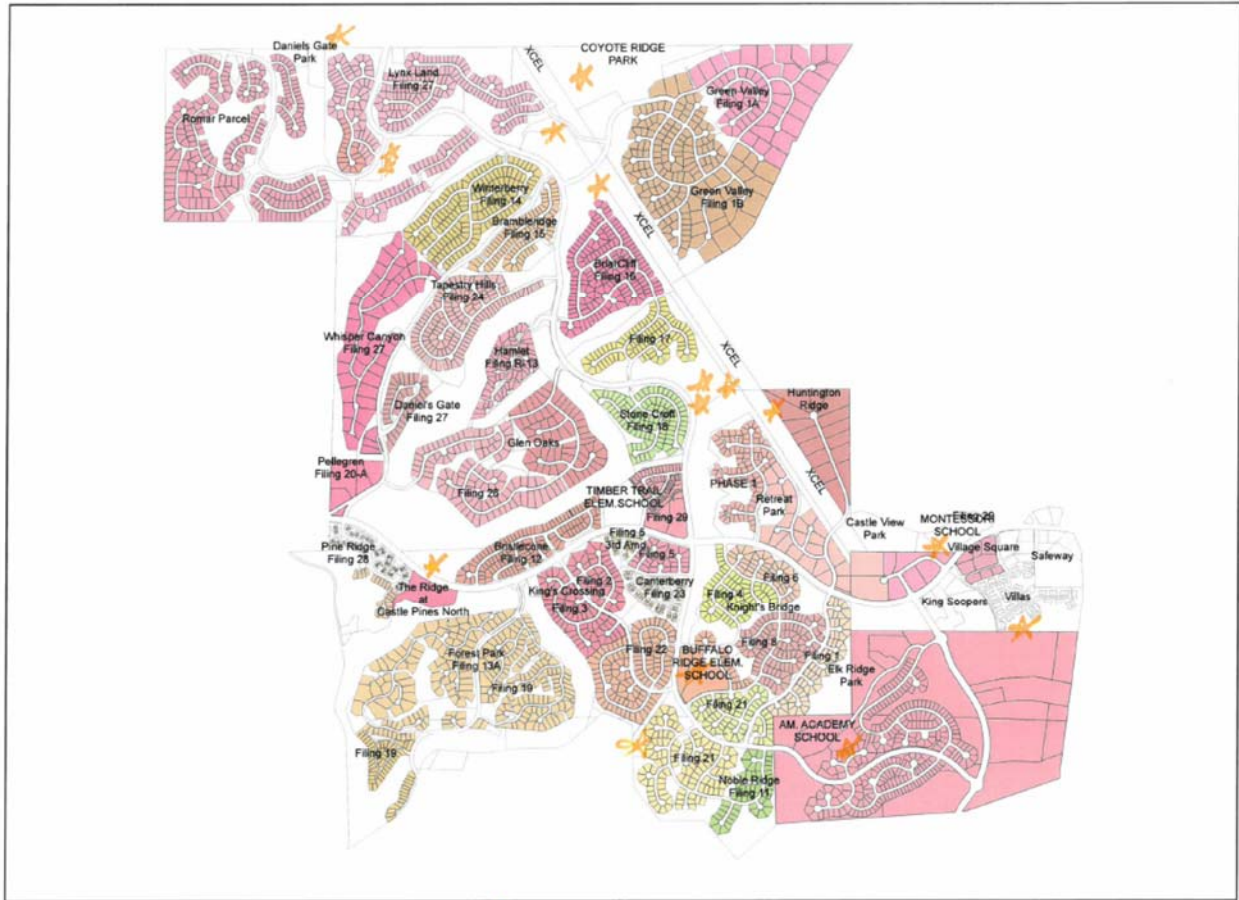 Daniels Gate
Park
XCEL
COYOTE RIDGE
PARK
Lynx Land
Filing 27
Green Valley
Filing 1A
Romar Parcel
Winterberry
Filing 14
Brambleridge
Filing 15
Green Valley
Filing 1B
XCEL
BriarCliff
Filing 16
Tapestry Hills
Filing 24
Whisper Canyon
Filing 27
Hamlet
Filing R-13
Filing 17
XCEL
Daniel's Gate
Filing 27
Stone Croft
Filing 18
Huntington
Ridge
Glen Oaks
Pellegren
Filing 20-A
Filing 26
TIMBER TRAIL
ELEM.SCHOOL
PHASE 1
Retreat
Park
XCEL
Filing 29
Castle View
Park
Filing 29
MONTESSORI
SCHOOL
Village Square
Safeway
Pine Ridge
Filing 28
Bristlecone
Filing 12
Filing 5
3rd Amd
Filing 5
The Ridge
at
Castle Pines North
Filing 2
King's Crossing
Filing 3
Canterberry
Filing 23
Filing 6
Filing 4
Knight's Bridge
King Soopers
Villas
Forest Park
Filing 13A
Filing 22
BUFFALO
RIDGE ELEM.
SCHOOL
Filing 8
Filing 1
Elk Ridge
Park
Filing 19
Filing 21
AM. ACADEMY
SCHOOL
Filing 19
Filing 21
Noble Ridge
Filing 11